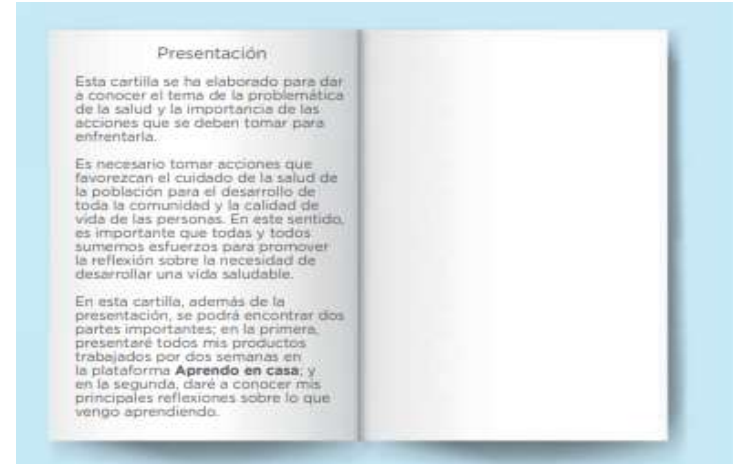 Presentación
Esta cartilla se ha elaborado para dar
a conocer el tema de la problemática
de la salud y la importancia de las
acciones que se deben tomar para
enfrentarla.
Es necesario tomar acciones que
favorezcan el cuidado de la salud de
la población para el desarrollo de
toda la comunidad y la calidad de
vida de las personas. En este sentido,
es importante que todas y todos
sumemos esfuerzos para promover
la reflexión sobre la necesidad de
desarrollar una vida saludable.
En esta cartilla, además de la
presentación, se podrá encontrar dos
partes importantes; en la primera,
presentaré todos mis productos
trabajados por dos semanas en
la plataforma Aprendo en casa; y
en la segunda, daré a conocer mis
principales reflexiones sobre lo que
vengo aprendiendo.